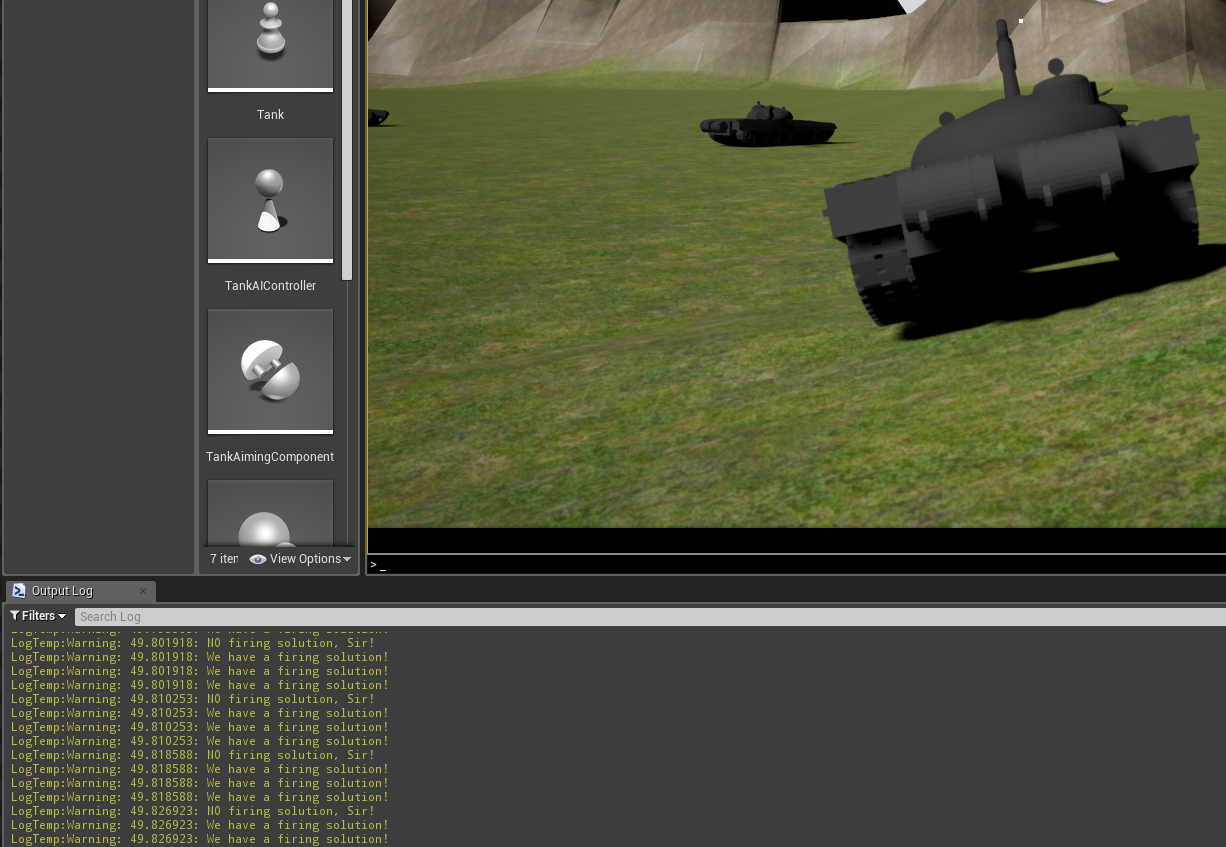 Tank
TankAIController
TankAimingComponent
7 iter
View Options
>_
Output Log
Filters
Search Log
LogTemp:Warning: 49.801918: NO firing solution, Sir!
LogTemp:Warning: 49.801918: We have a firing solution!
LogTemp:Warning: 49.801918: We have a firing solution!
LogTemp:Warning: 49.801918: We have a firing solution!
LogTemp:Warning: 49.810253: NO firing solution, Sir!
LogTemp:Warning: 49.810253: We have a firing solution!
LogTemp:Warning: 49.810253: We have a firing solution!
LogTemp:Warning: 49.810253: We have a firing solution!
LogTemp:Warning: 49.818588: NO firing solution, Sir!
LogTemp:Warning: 49.818588: We have a firing solution!
LogTemp:Warning: 49.818588: We have a firing solution!
LogTemp:Warning: 49.818588: We have a firing solution!
LogTemp:Warning: 49.826923: NO firing solution, Sir!
LogTemp:Warning: 49.826923: We have a firing solution!
LogTemp:Warning: 49.826923: We have a firing solution!